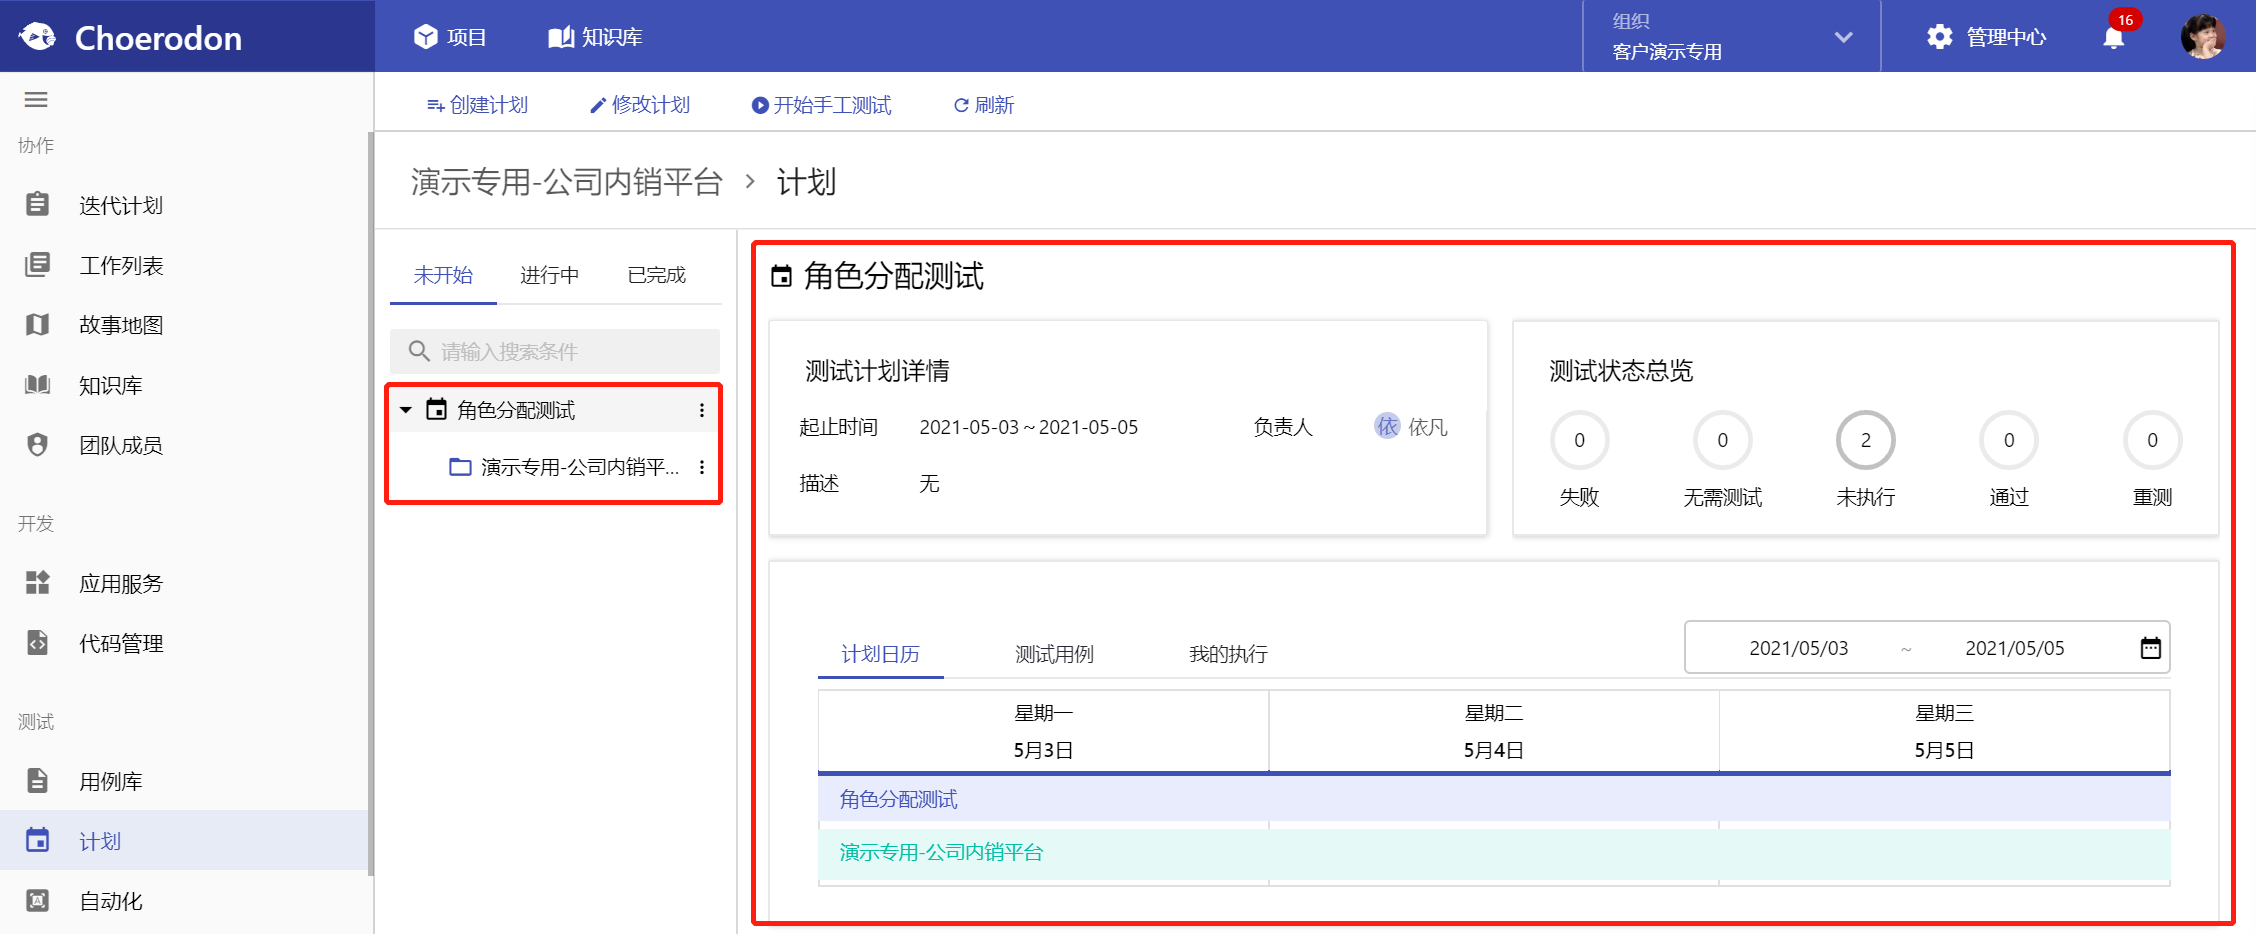 Choerodon
项目
知识库
组织
客户演示专用
管理中心
16
创建计划
修改计划
开始手工测试
刷新
协作
迭代计划
工作列表
故事地图
知识库
团队成员
开发
应用服务
代码管理
测试
用例库
计划
自动化
演示专用-公司内销平台 > 计划
未开始
进行中
已完成
请输入搜索条件
角色分配测试
演示专用-公司内销平...
角色分配测试
测试计划详情
起止时间
2021-05-03～2021-05-05
负责人
依 依凡
描述
无
测试状态总览
0
0
2
0
0
失败
无需测试
未执行
通过
重测
计划日历
测试用例
我的执行
2021/05/03 ~ 2021/05/05
星期一
星期二
星期三
5月3日
5月4日
5月5日
角色分配测试
演示专用-公司内销平台